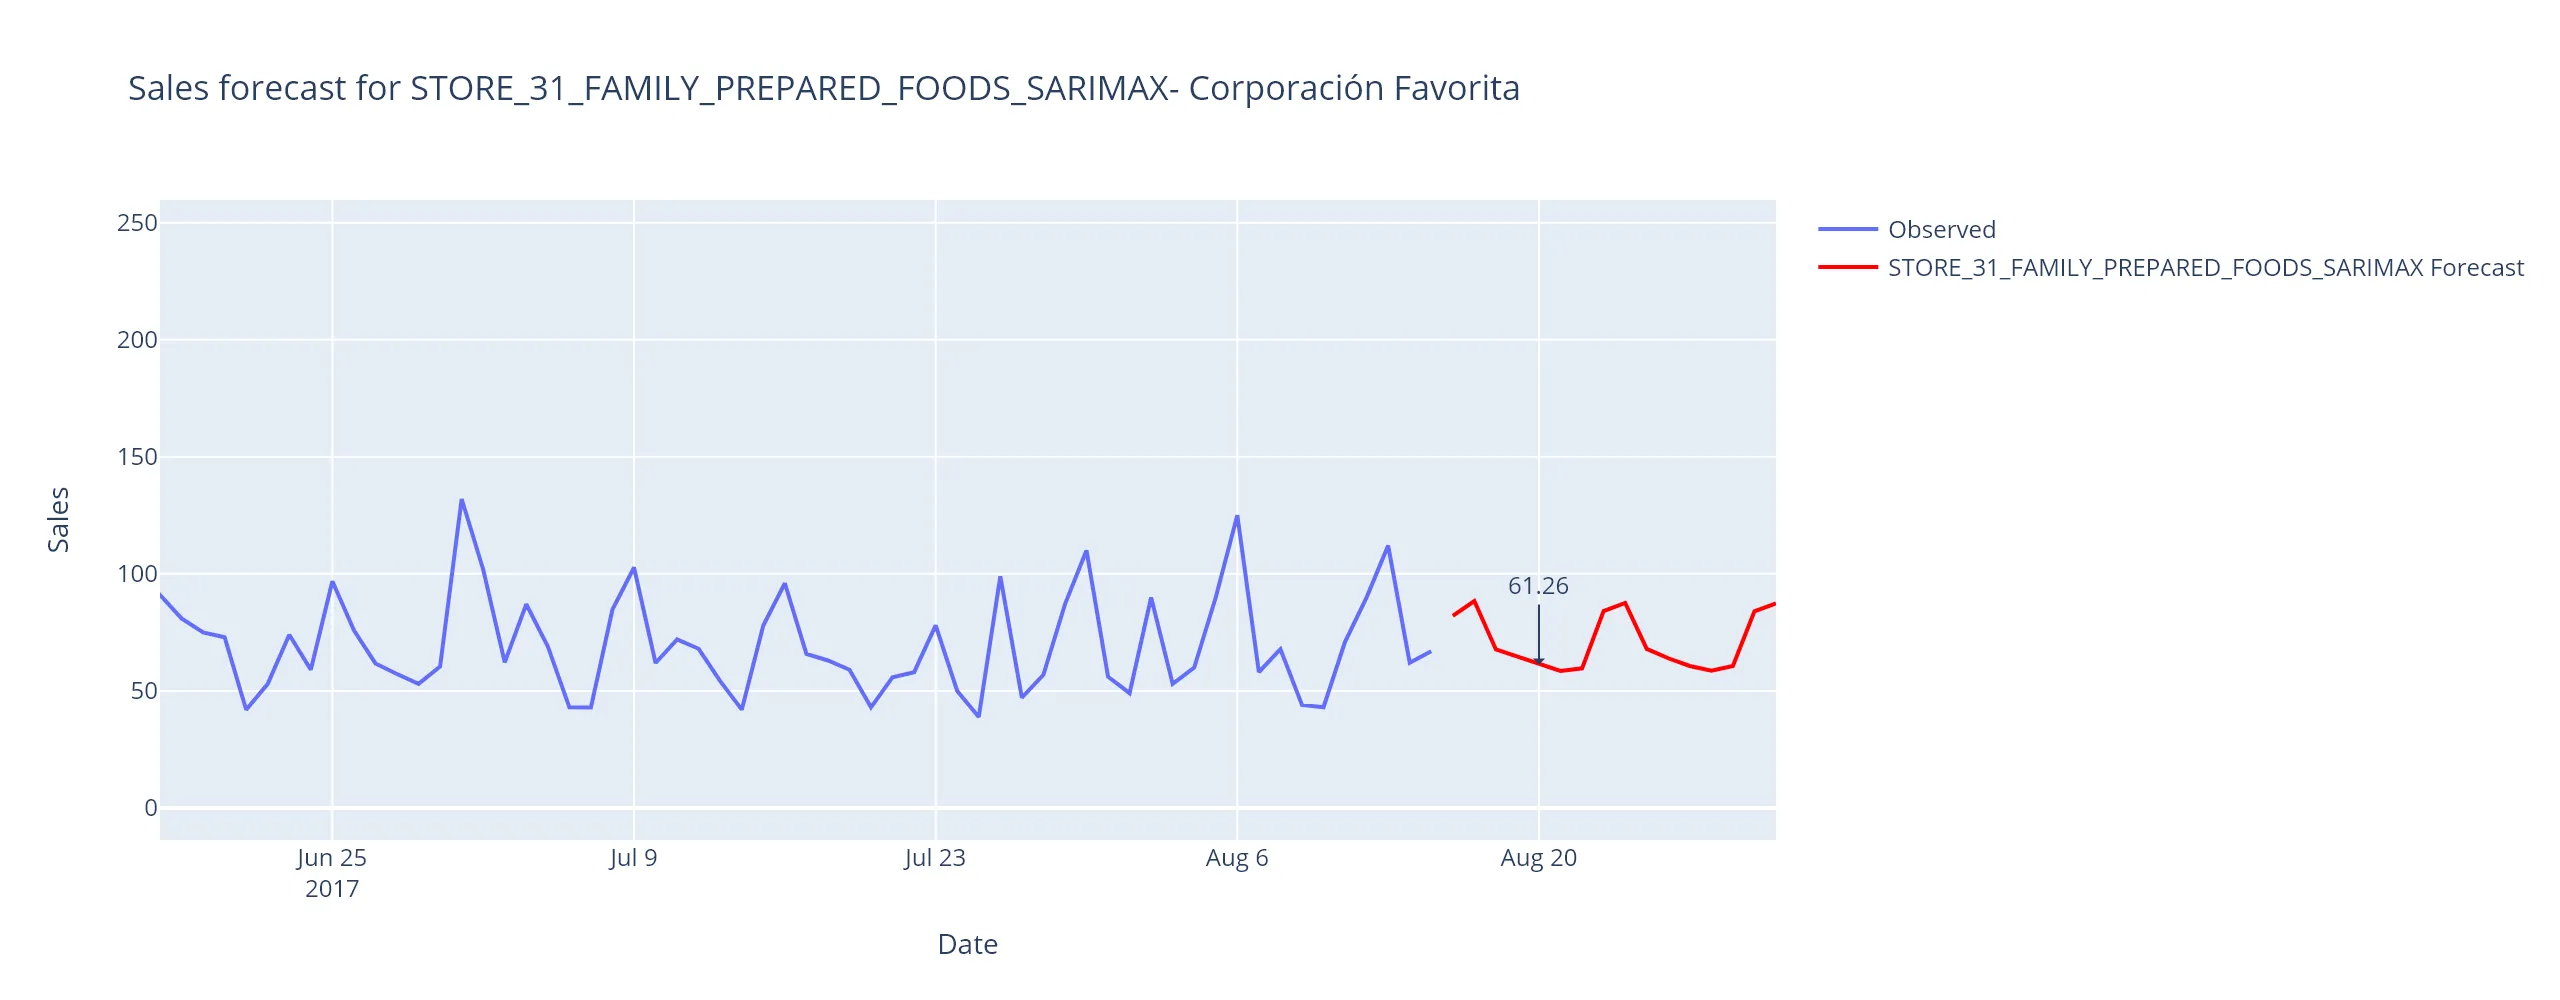 Sales forecast for STORE_31_FAMILY_PREPARED_FOODS_SARIMAX- Corporación Favorita
Observed
STORE_31_FAMILY_PREPARED_FOODS_SARIMAX Forecast
250
200
150
100
50
0
Sales
61.26
Jun 25
2017
Jul 9
Jul 23
Aug 6
Aug 20
Date